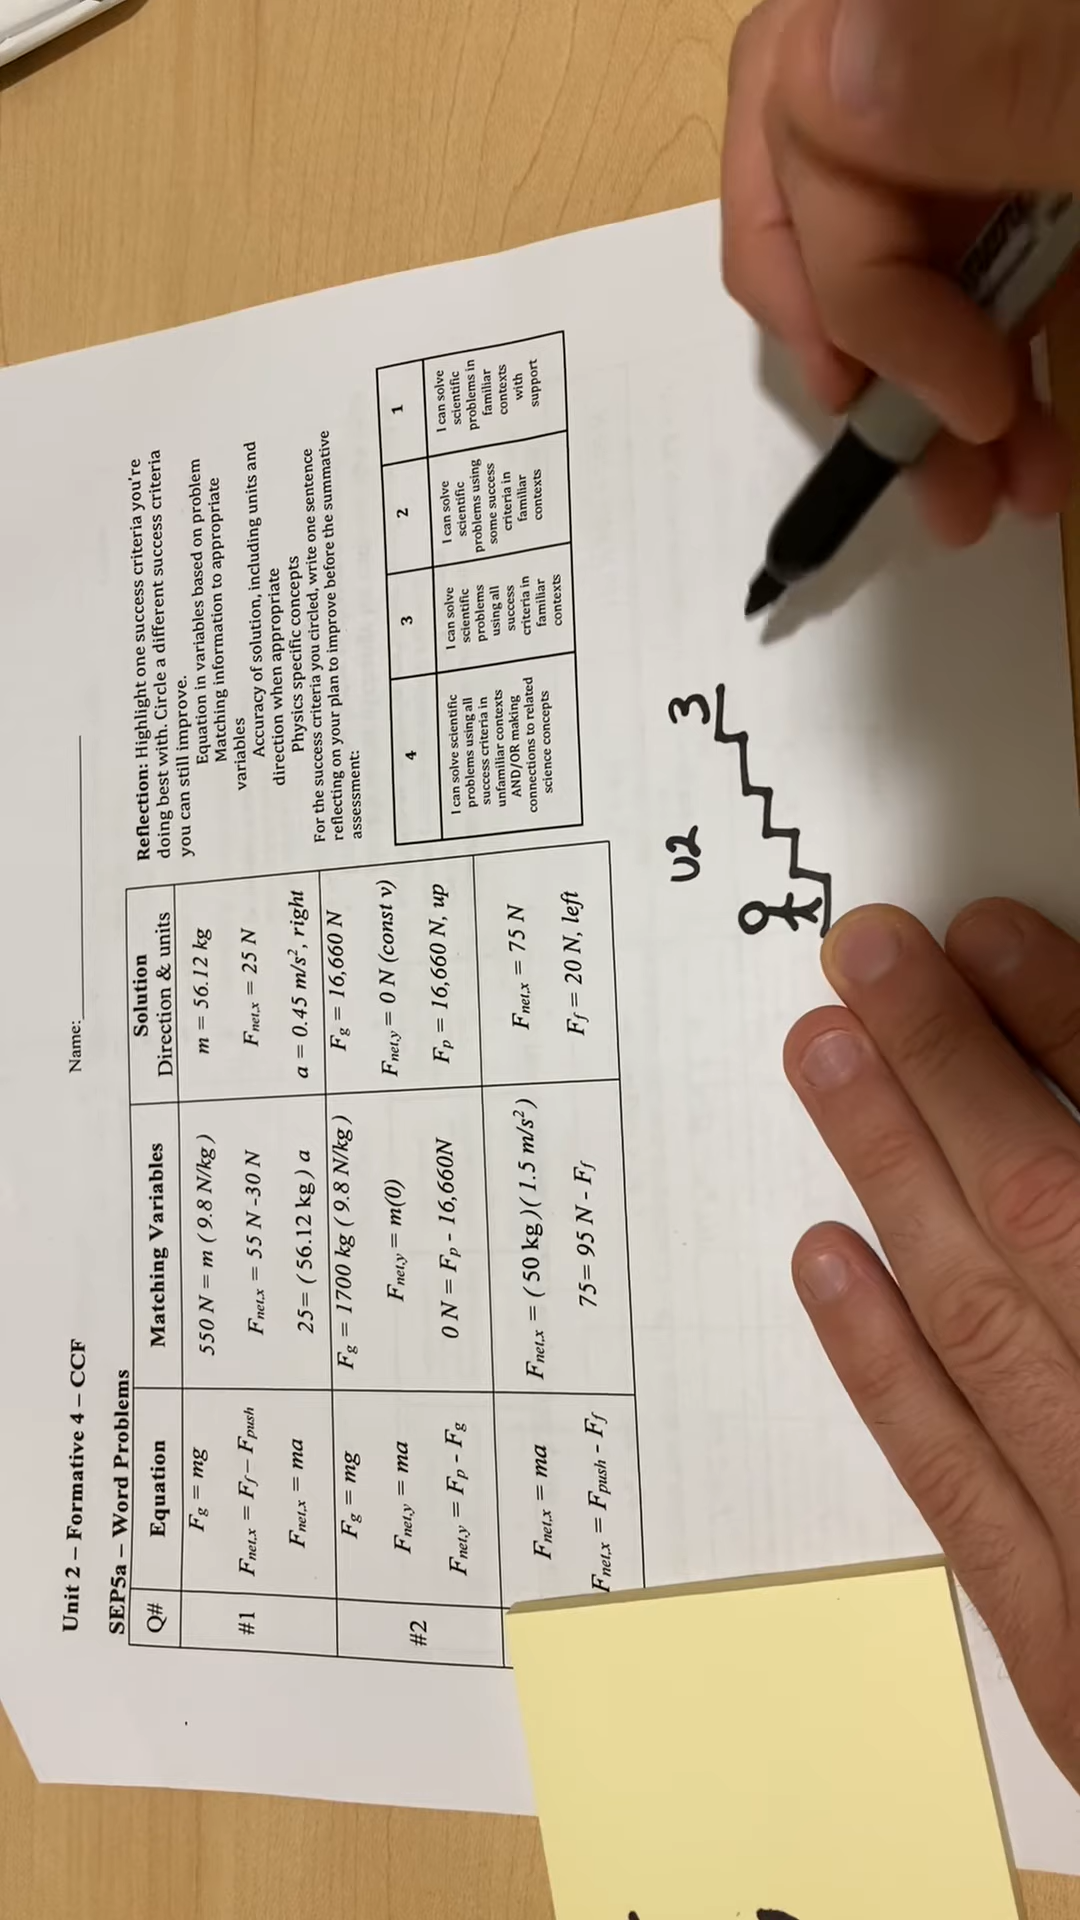 Name:
Unit 2 – Formative 4 – CCF
SEP5a – Word Problems
Q#
Equation
Matching Variables
Solution
Direction & units
#1
Fg = mg
550 N = m ( 9.8 N/kg )
m = 56.12 kg
Fnet,x = Ff – Fpush
Fnet,x = 55 N -30 N
Fnet,x = 25 N
Fnet,x = ma
25= ( 56.12 kg ) a
a = 0.45 m/s², right
#2
Fg = mg
Fg = 1700 kg ( 9.8 N/kg )
Fg = 16,660 N
Fnet,y = ma
Fnet,y = m(0)
Fnet,y = 0 N (const v)
Fnet,y = Fp - Fg
0 N = Fp - 16,660N
Fp = 16,660 N, up
Fnet,x = ma
Fnet,x = ( 50 kg )( 1.5 m/s² )
Fnet,x = 75 N
Fnet,x = Fpush - Ff
75= 95 N - Ff
Ff = 20 N, left
Reflection: Highlight one success criteria you're
doing best with. Circle a different success criteria
you can still improve.
Equation in variables based on problem
Matching information to appropriate
variables
Accuracy of solution, including units and
direction when appropriate
Physics specific concepts
For the success criteria you circled, write one sentence
reflecting on your plan to improve before the summative
assessment:
4
3
2
1
I can solve scientific
problems using all
success criteria in
unfamiliar contexts
AND/OR making
connections to related
science concepts
I can solve
scientific
problems
using all
success
criteria in
familiar
contexts
I can solve
scientific
problems using
some success
criteria in
familiar
contexts
I can solve
scientific
problems in
familiar
contexts
with
support
U2
3